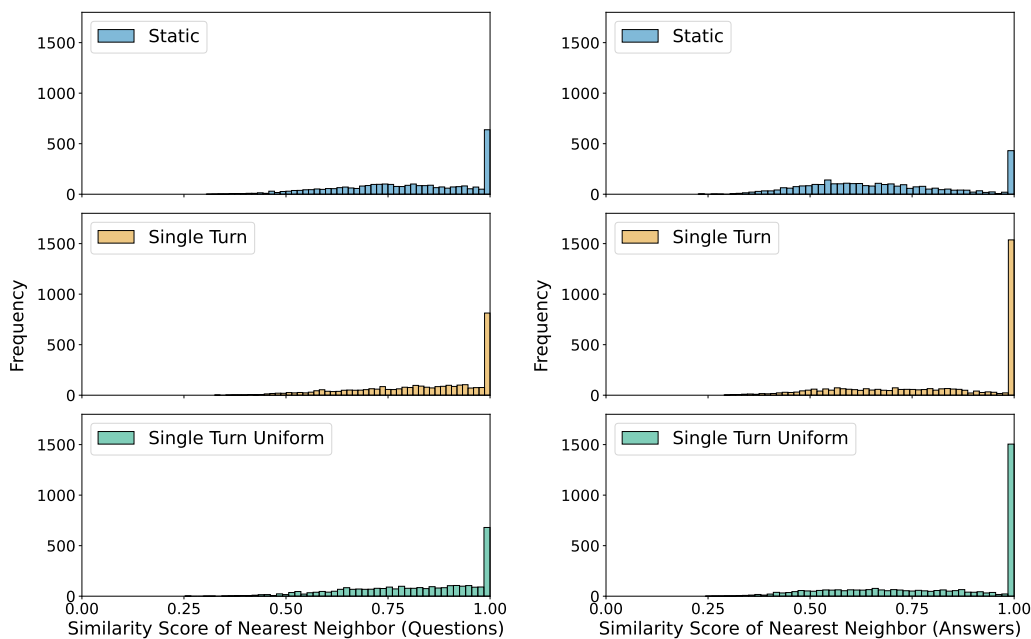 Static
1500
1000
500
0
Single Turn
1500
1000
500
0
Single Turn Uniform
1500
1000
500
0
0.00 0.25 0.50 0.75 1.00
Frequency
Similarity Score of Nearest Neighbor (Questions)
Static
1500
1000
500
0
Single Turn
1500
1000
500
0
Single Turn Uniform
1500
1000
500
0
0.00 0.25 0.50 0.75 1.00
Frequency
Similarity Score of Nearest Neighbor (Answers)